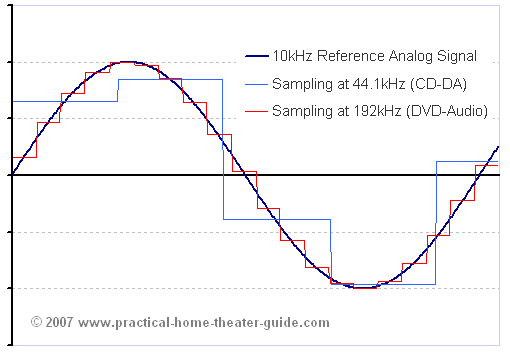 10kHz Reference Analog Signal
Sampling at 44.1kHz (CD-DA)
Sampling at 192kHz (DVD-Audio)
© 2007 www.practical-home-theater-guide.com